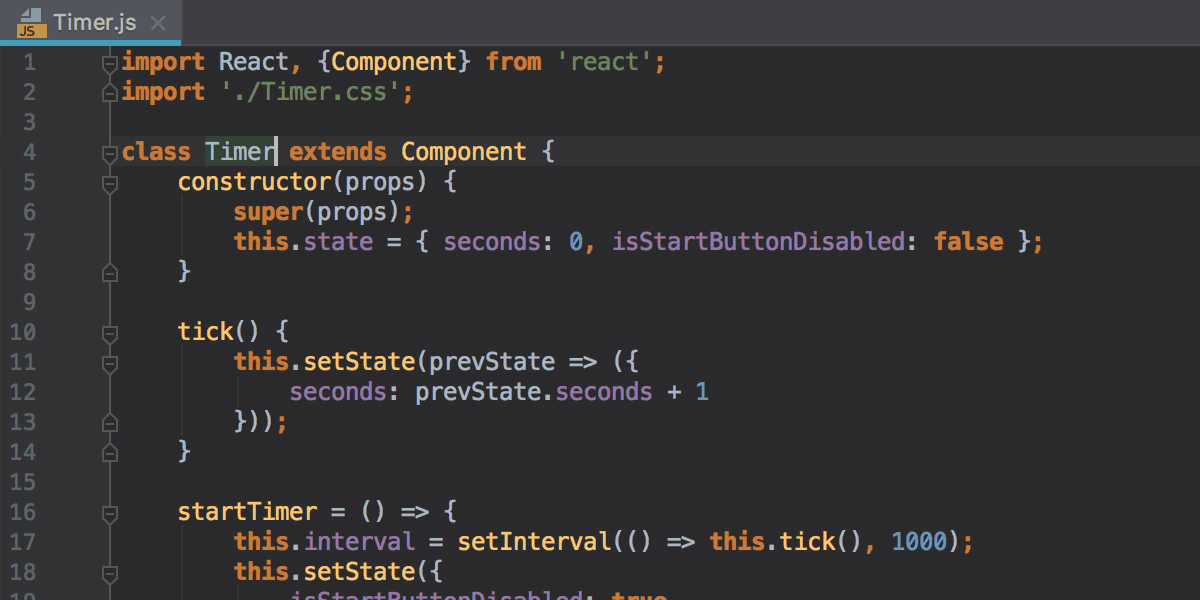 JS Timer.js
1 import React, {Component} from 'react';
2 import './Timer.css';
3
4 class Timer extends Component {
5     constructor(props) {
6         super(props);
7         this.state = { seconds: 0, isStartButtonDisabled: false };
8     }
9
10     tick() {
11         this.setState(prevState => ({
12             seconds: prevState.seconds + 1
13         }));
14     }
15
16     startTimer = () => {
17         this.interval = setInterval(() => this.tick(), 1000);
18         this.setState({
19             isStartButtonDisabled: true